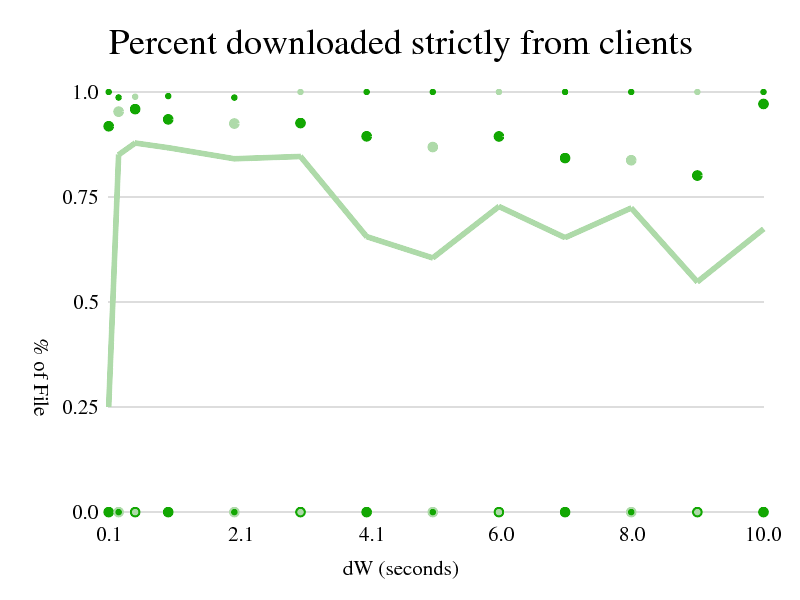 Percent downloaded strictly from clients
1.0
0.75
0.5
0.25
0.0
% of File
0.1 2.1 4.1 6.0 8.0 10.0
dW (seconds)